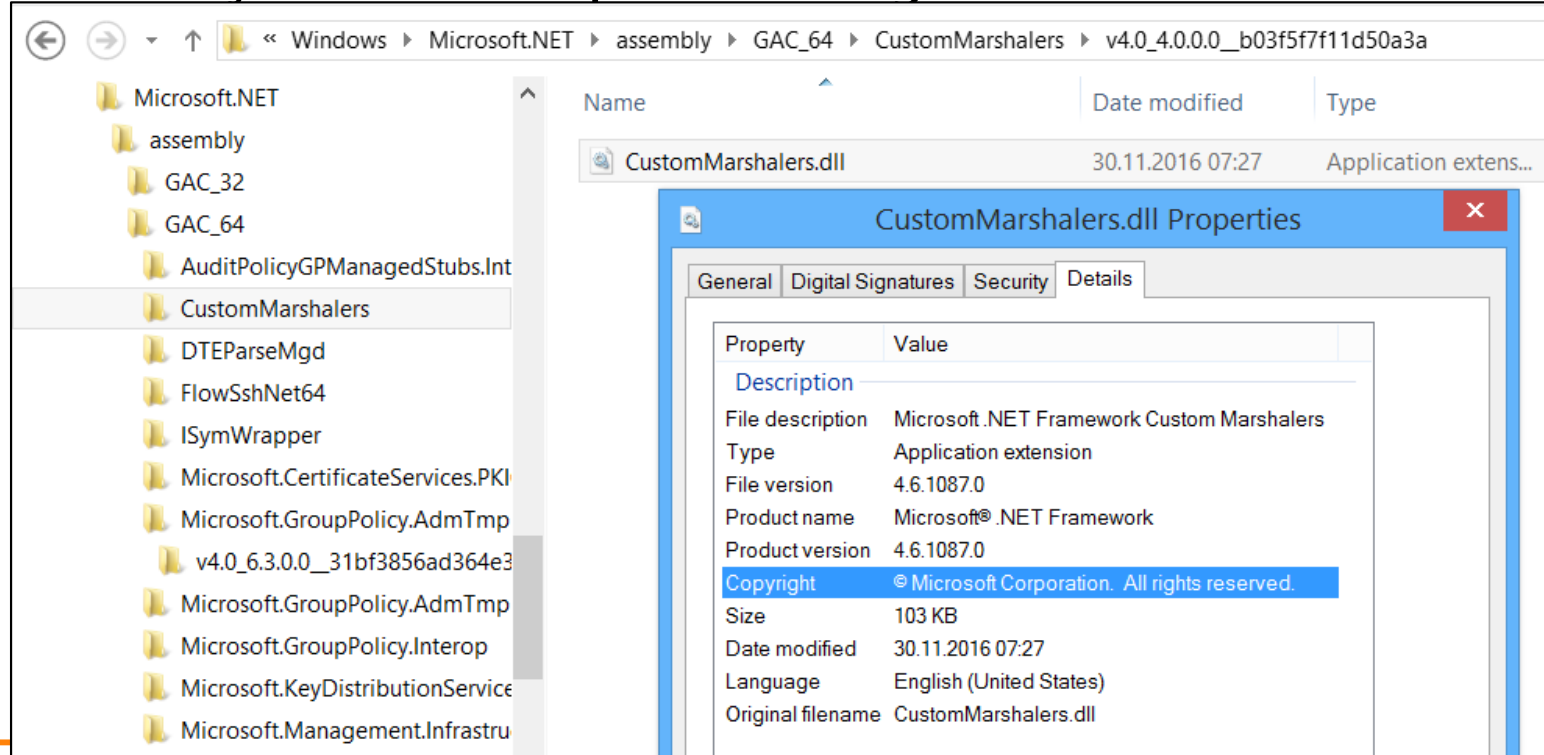 « Windows ▸ Microsoft.NET ▸ assembly ▸ GAC_64 ▸ CustomMarshalers ▸ v4.0_4.0.0.0__b03f5f7f11d50a3a
Microsoft.NET
assembly
GAC_32
GAC_64
AuditPolicyGPManagedStubs.Int
CustomMarshalers
DTEParseMgd
FlowSshNet64
ISymWrapper
Microsoft.CertificateServices.PKI
Microsoft.GroupPolicy.AdmTmp
v4.0_6.3.0.0__31bf3856ad364e3
Microsoft.GroupPolicy.AdmTmp
Microsoft.GroupPolicy.Interop
Microsoft.KeyDistributionService
Microsoft.Management.Infrastru
Name Date modified Type
CustomMarshalers.dll 30.11.2016 07:27 Application extens...
CustomMarshalers.dll Properties
General Digital Signatures Security Details
Property Value
Description
File description Microsoft .NET Framework Custom Marshalers
Type Application extension
File version 4.6.1087.0
Product name Microsoft® .NET Framework
Product version 4.6.1087.0
Copyright © Microsoft Corporation. All rights reserved.
Size 103 KB
Date modified 30.11.2016 07:27
Language English (United States)
Original filename CustomMarshalers.dll